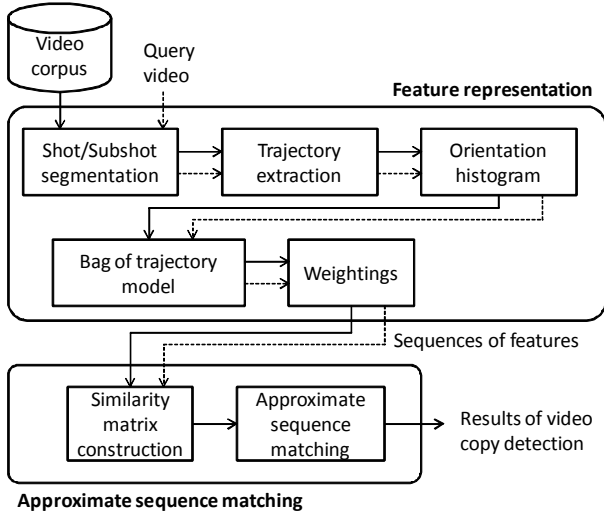 Video
corpus
Query
video
Feature representation
Shot/Subshot
segmentation
Trajectory
extraction
Orientation
histogram
Bag of trajectory
model
Weightings
Sequences of features
Similarity
matrix
construction
Approximate
sequence
matching
Results of video
copy detection
Approximate sequence matching